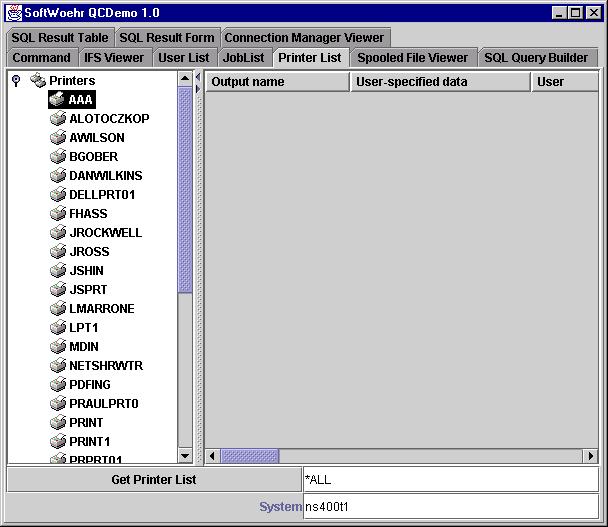 SoftWoehr QCDemo 1.0
SQL Result Table SQL Result Form Connection Manager Viewer
Command IFS Viewer User List JobList Printer List Spooled File Viewer SQL Query Builder
Printers
Output name User-specified data User
AAA
ALOTOCZKOP
AWILSON
BGOBER
DANWILKINS
DELLPRT01
FHASS
JROCKWELL
JROSS
JSHIN
JSPRT
LMARRONE
LPT1
MDIN
NETSHRWTR
PDFING
PRAULPRT0
PRINT
PRINT1
PRPRT01
Get Printer List *ALL
System ns400t1